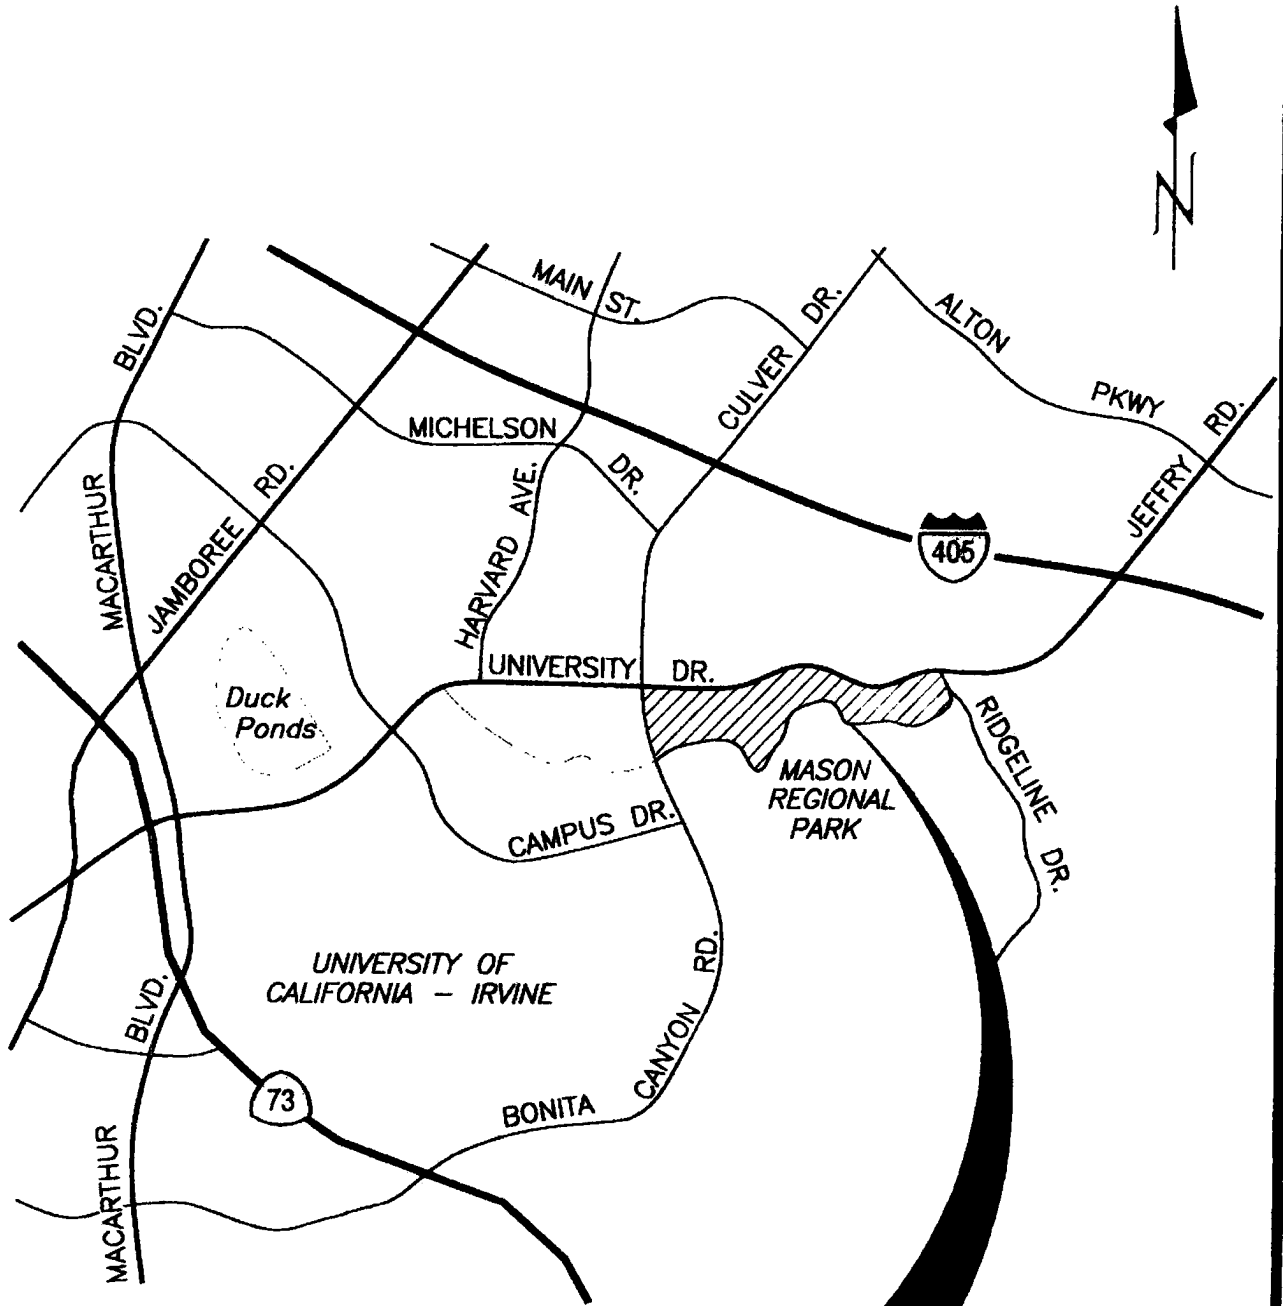 N
MAIN ST.
BLVD.
CULVER DR.
ALTON
PKWY
MICHELSON DR.
JEFFRY RD.
MACARTHUR
JAMBOREE RD.
HARVARD AVE.
405
UNIVERSITY DR.
Duck
Ponds
RIDGELINE DR.
MASON
REGIONAL
PARK
CAMPUS DR.
UNIVERSITY OF
CALIFORNIA – IRVINE
BLVD.
CANYON RD.
73
BONITA
MACARTHUR